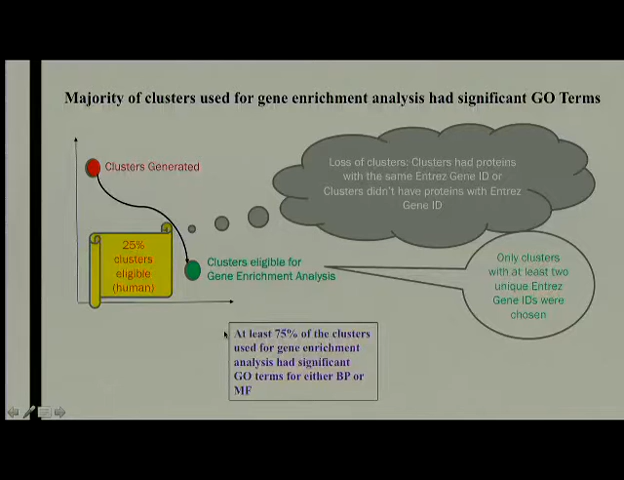 Majority of clusters used for gene enrichment analysis had significant GO Terms
Clusters Generated
Loss of clusters: Clusters had proteins
with the same Entrez Gene ID or
Clusters didn't have proteins with Entrez
Gene ID
25%
clusters
eligible
(human)
Clusters eligible for
Gene Enrichment Analysis
Only clusters
with at least two
unique Entrez
Gene IDs were
chosen
At least 75% of the clusters
used for gene enrichment
analysis had significant
GO terms for either BP or
MF